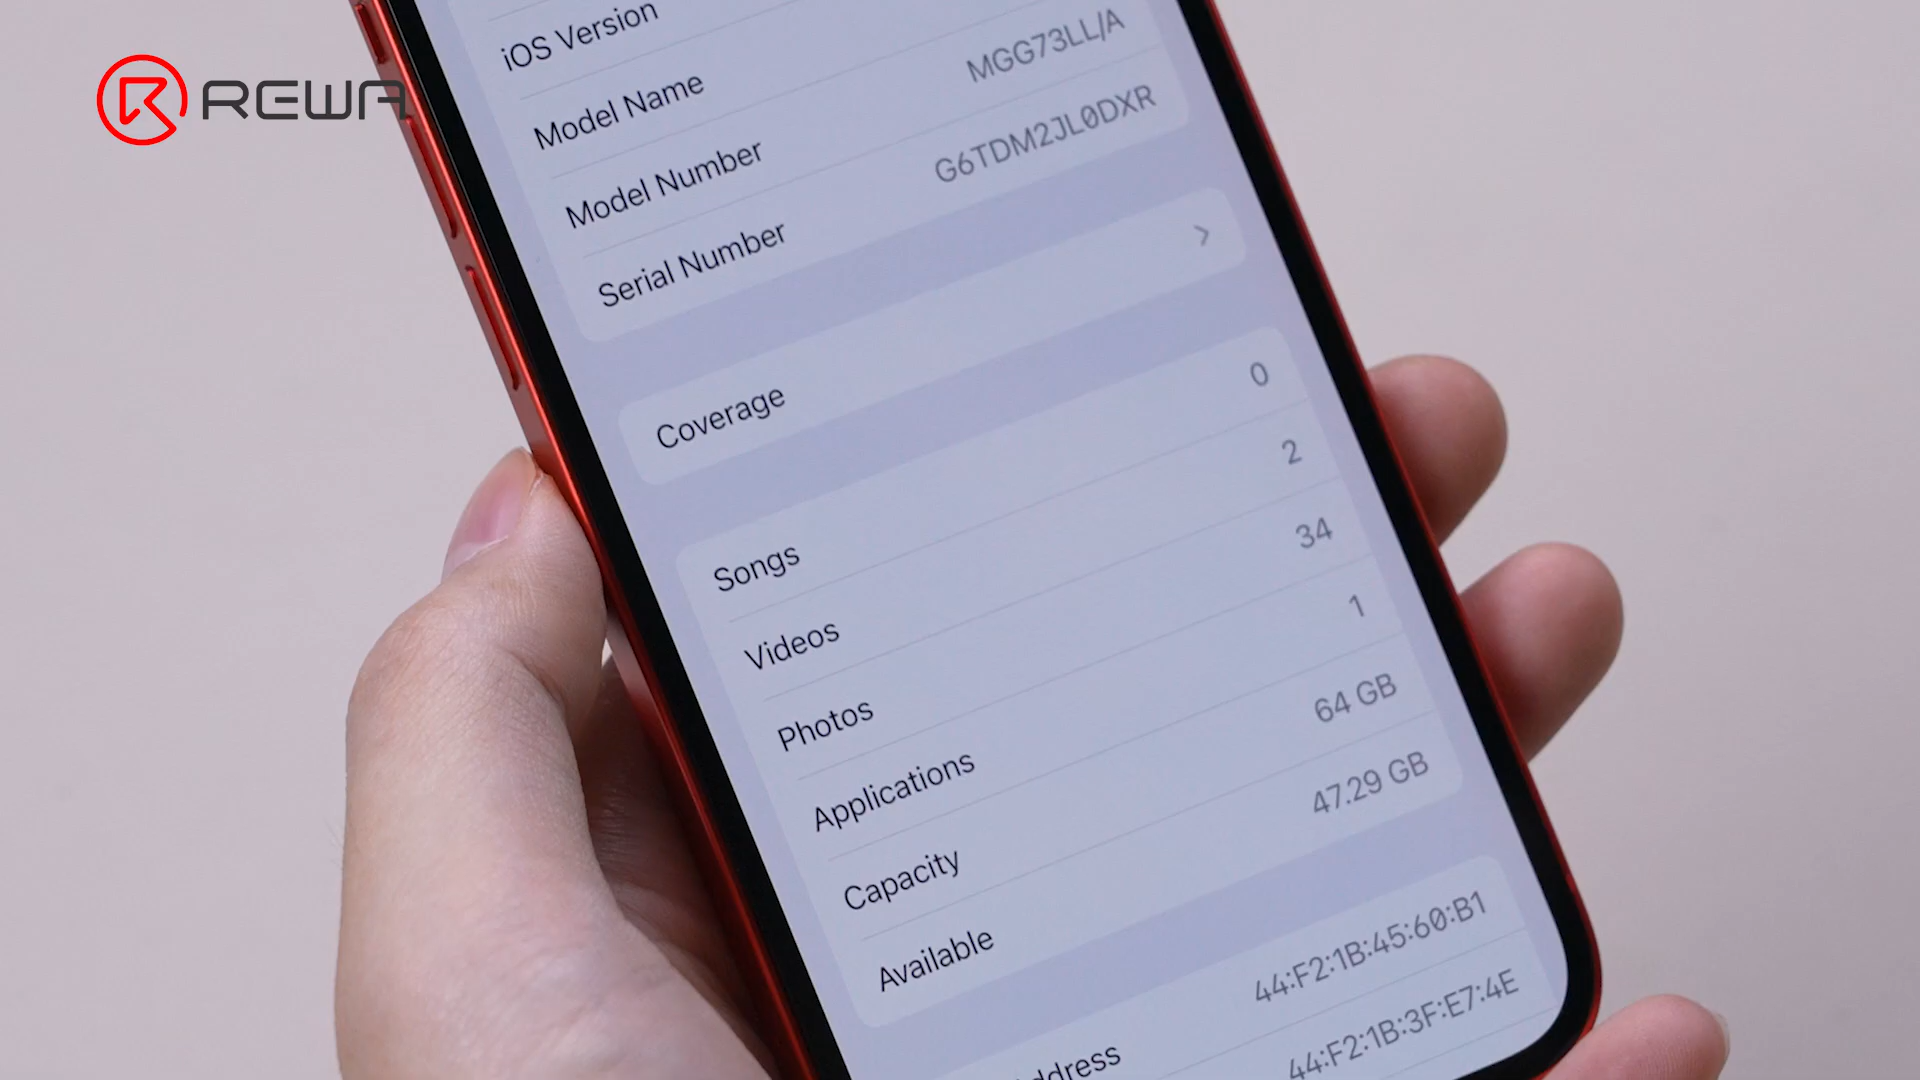 REWA
iOS Version
Model Name
Model Number MGG73LL/A
Serial Number G6TDM2JL0DXR
Coverage
Songs 0
Videos 2
Photos 34
Applications 1
Capacity 64 GB
Available 47.29 GB
44:F2:1B:45:60:B1
44:F2:1B:3F:E7:4E